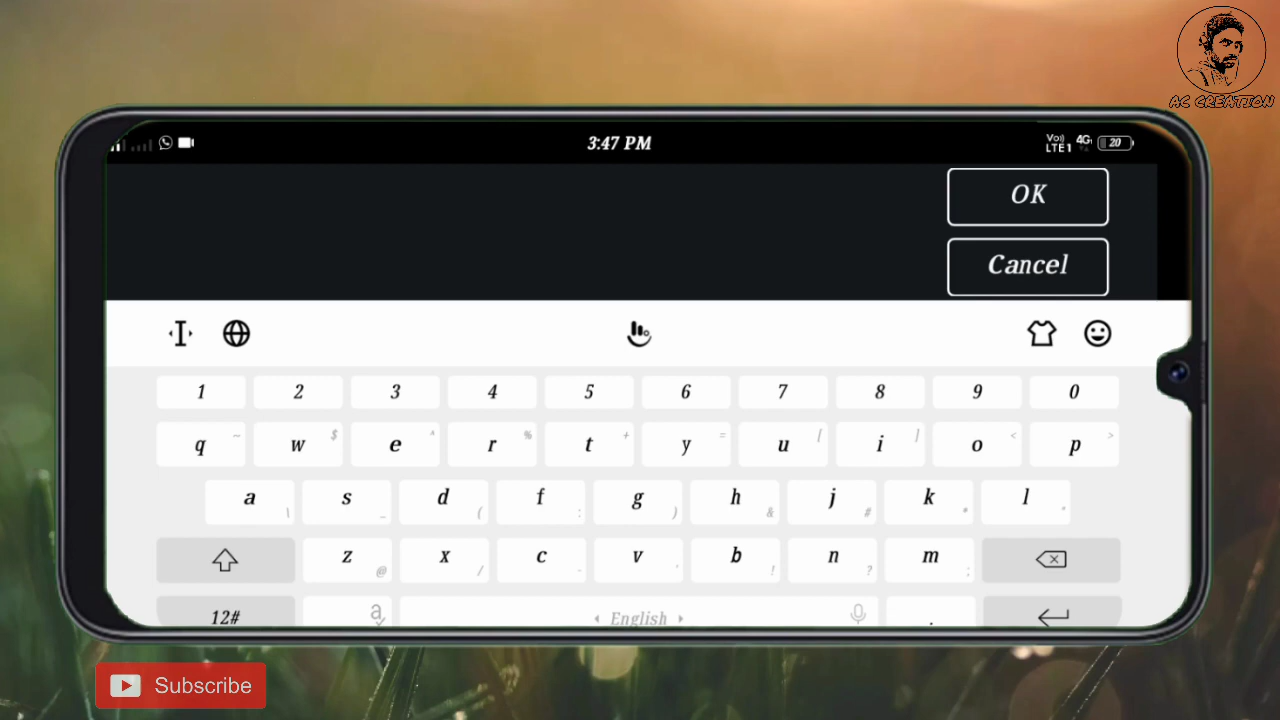 AC CREATION
3:47 PM
Vo)) LTE1 4G 20
OK
Cancel
1 2 3 4 5 6 7 8 9 0
q ~ w $ e ^ r % t + y = u [ i ] o < p >
a \ s _ d ( f : g ) h & j # k * l
z @ x / c - v b ! n ? m ;
12# a English .
Subscribe